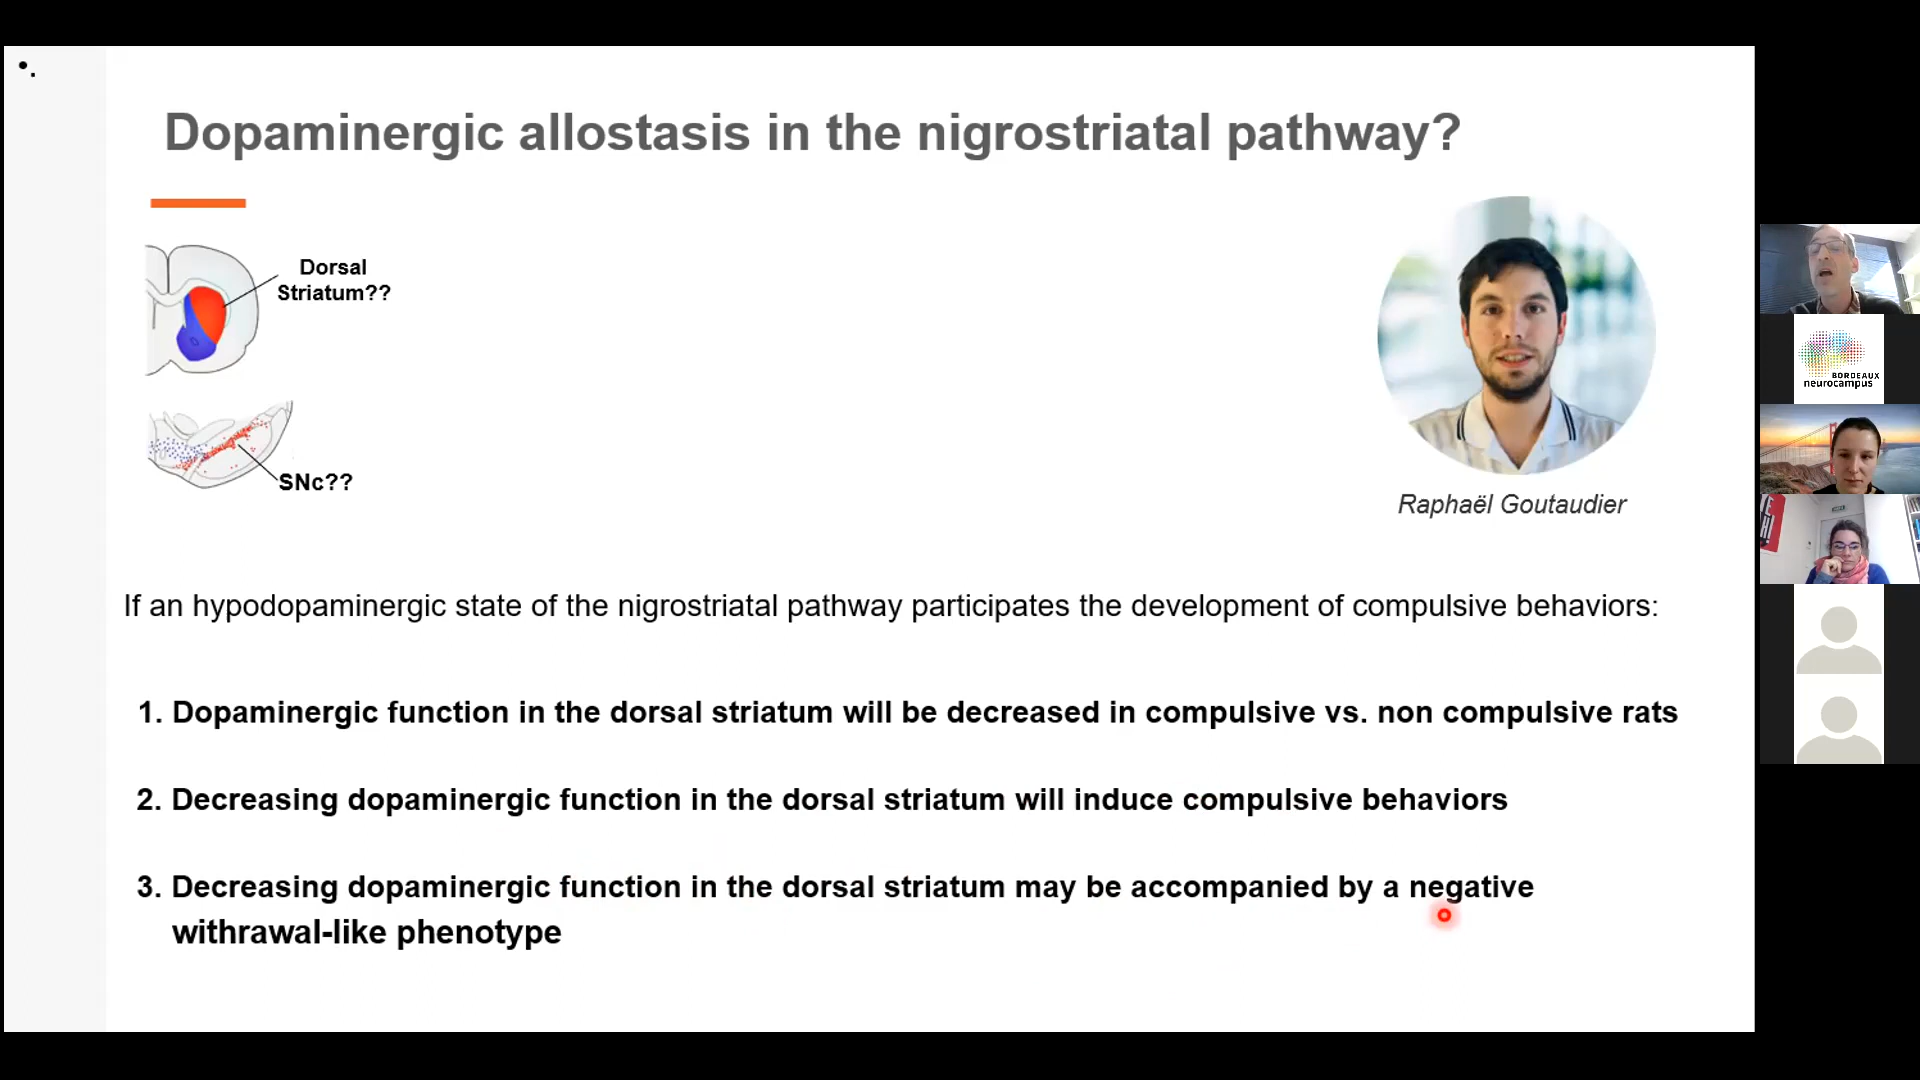 Dopaminergic allostasis in the nigrostriatal pathway?
Dorsal
Striatum??
SNc??
Raphaël Goutaudier
If an hypodopaminergic state of the nigrostriatal pathway participates the development of compulsive behaviors:
1. Dopaminergic function in the dorsal striatum will be decreased in compulsive vs. non compulsive rats
2. Decreasing dopaminergic function in the dorsal striatum will induce compulsive behaviors
3. Decreasing dopaminergic function in the dorsal striatum may be accompanied by a negative
withrawal-like phenotype
BORDEAUX
neurocampus